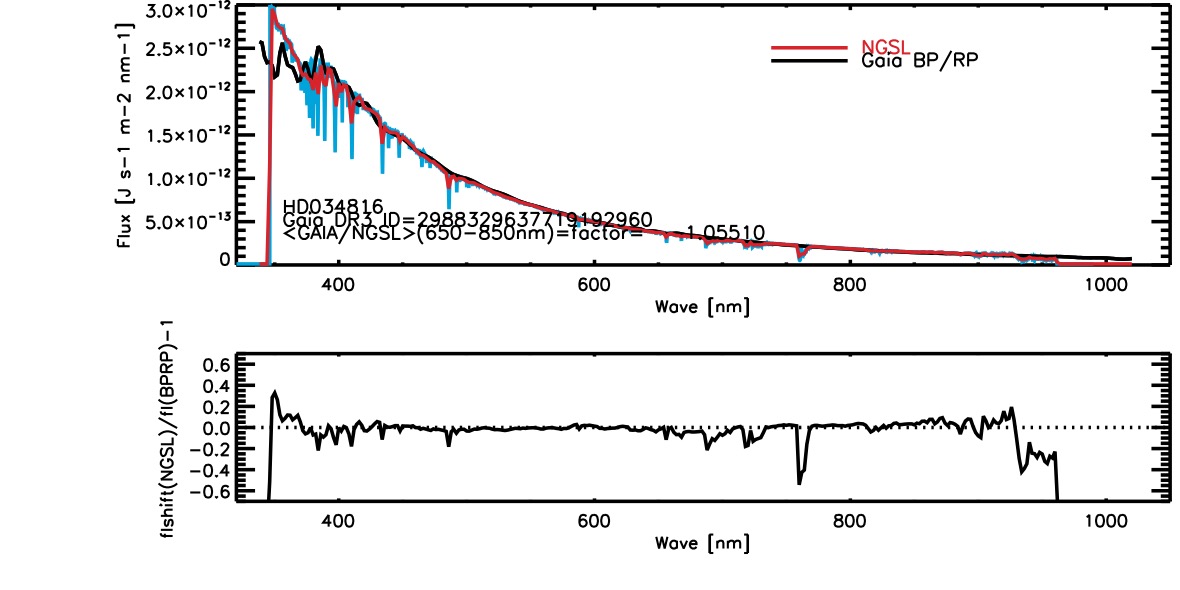 Flux [J s−1 m−2 nm−1]
3.0×10−12
2.5×10−12
2.0×10−12
1.5×10−12
1.0×10−12
5.0×10−13
0
NGSL
Gaia BP/RP
HD034816
Gaia DR3 ID=2988329637719192960
<GAIA/NGSL>(650−850nm)=factor= 1.05510
400 600 800 1000
Wave [nm]
flshift(NGSL)/fl(BPRP)−1
0.6
0.4
0.2
0.0
−0.2
−0.4
−0.6
400 600 800 1000
Wave [nm]